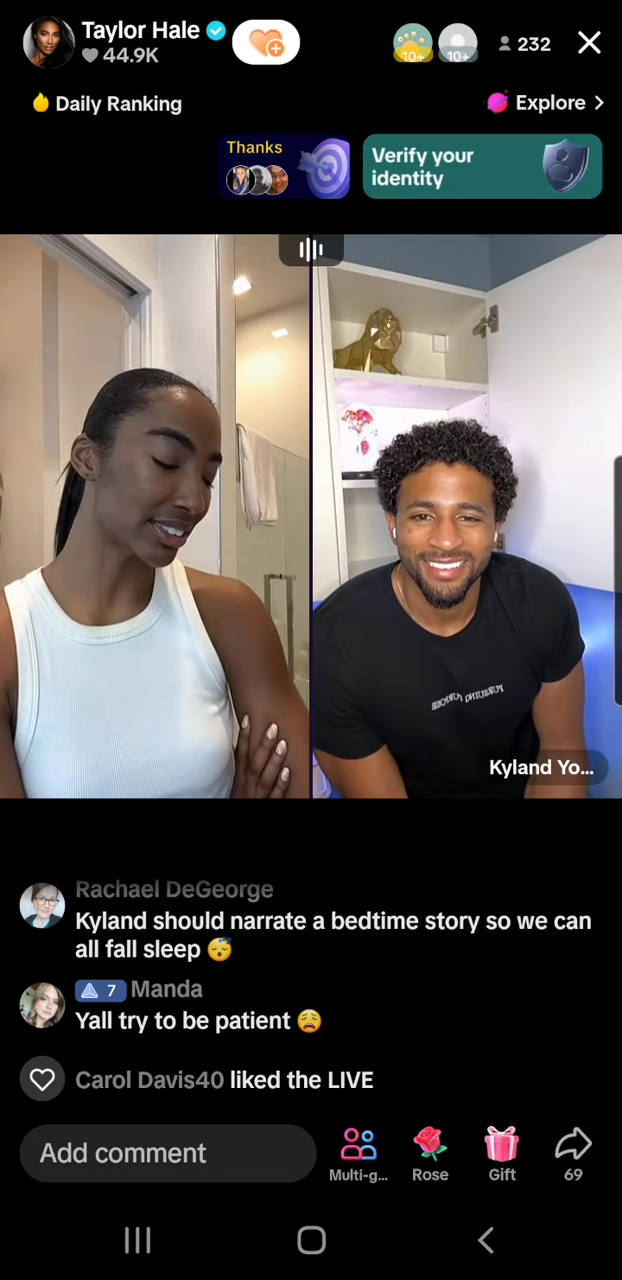 Taylor Hale
44.9K
10+
10+
232
Daily Ranking
Explore
Thanks
Verify your
identity
Kyland Yo...
Rachael DeGeorge
Kyland should narrate a bedtime story so we can
all fall sleep 😴
7 Manda
Yall try to be patient 😩
Carol Davis40 liked the LIVE
Add comment
Multi-g...
Rose
Gift
69